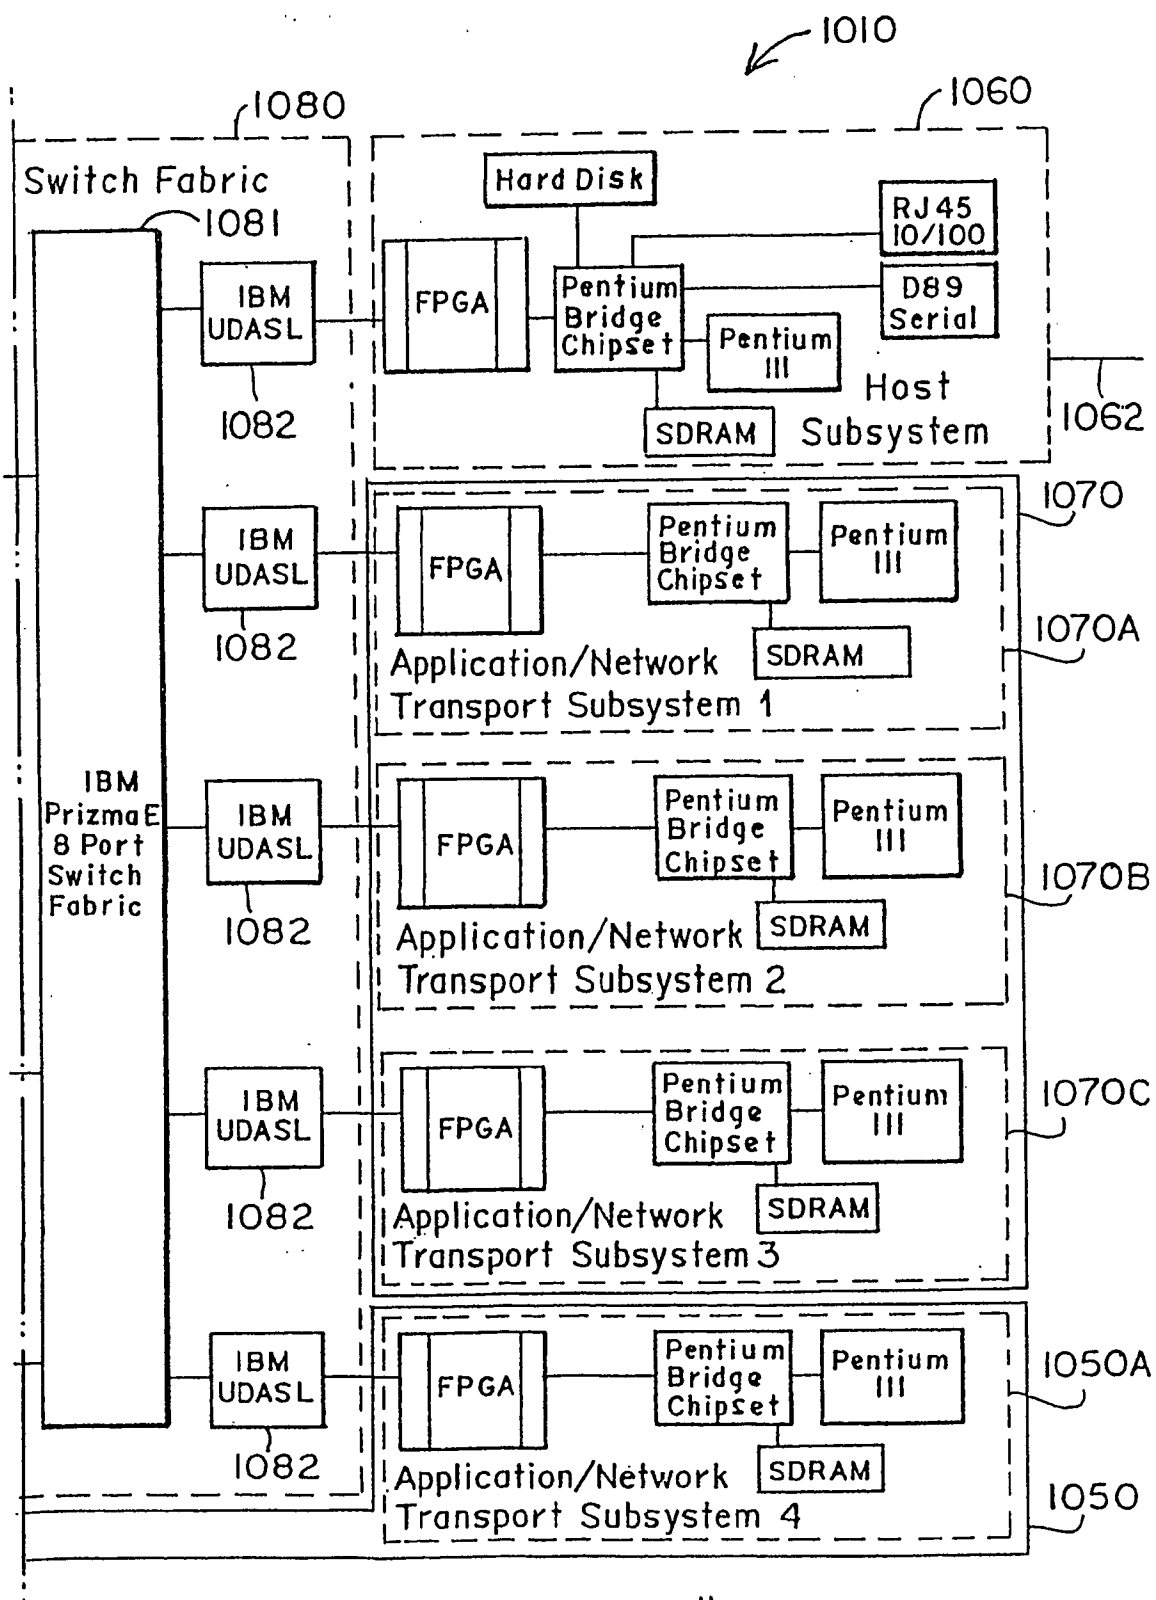 1010
1080
1060
Switch Fabric
1081
Hard Disk
RJ45
10/100
IBM
UDASL
FPGA
Pentium
Bridge
Chipset
D89
Serial
Pentium
III
1082
SDRAM
Host
Subsystem
1062
1070
IBM
UDASL
FPGA
Pentium
Bridge
Chipset
Pentium
III
1082
1070A
SDRAM
Application/Network
Transport Subsystem 1
IBM
PrizmaE
8 Port
Switch
Fabric
IBM
UDASL
FPGA
Pentium
Bridge
Chipset
Pentium
III
1070B
1082
SDRAM
Application/Network
Transport Subsystem 2
IBM
UDASL
FPGA
Pentium
Bridge
Chipset
Pentium
III
1070C
1082
SDRAM
Application/Network
Transport Subsystem 3
IBM
UDASL
FPGA
Pentium
Bridge
Chipset
Pentium
III
1050A
1082
SDRAM
Application/Network
Transport Subsystem 4
1050